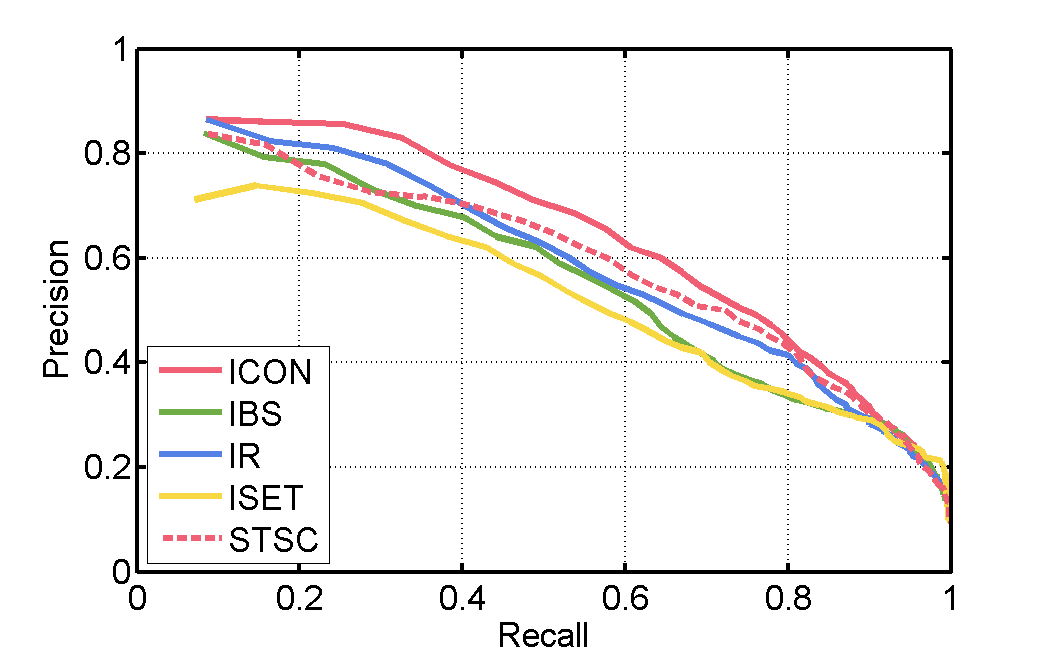 1
0.8
0.6
0.4
0.2
0
Precision
ICON
IBS
IR
ISET
STSC
0 0.2 0.4 0.6 0.8 1
Recall